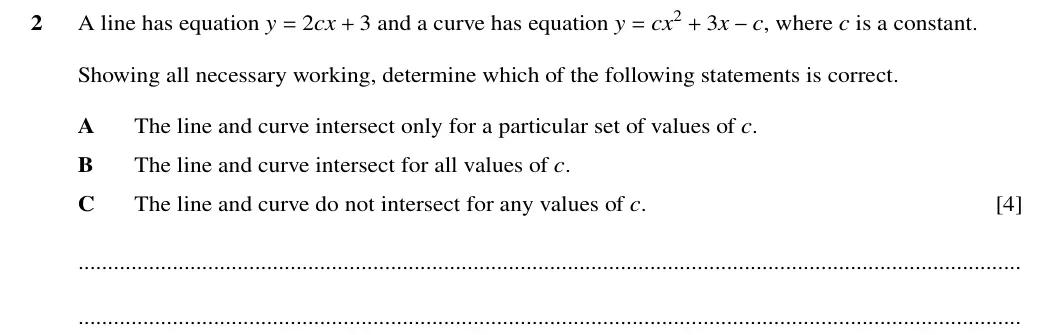 2 A line has equation y = 2cx + 3 and a curve has equation y = cx² + 3x − c, where c is a constant.
Showing all necessary working, determine which of the following statements is correct.
A The line and curve intersect only for a particular set of values of c.
B The line and curve intersect for all values of c.
C The line and curve do not intersect for any values of c. [4]